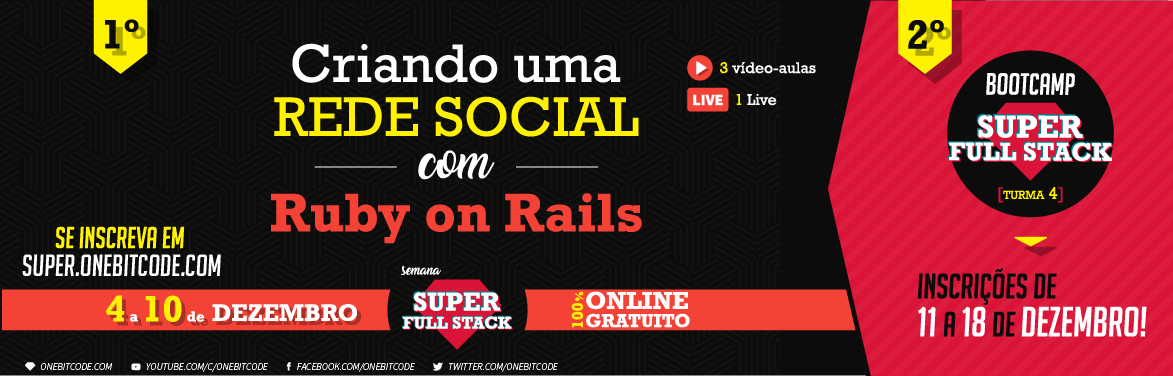 1º
Criando uma
REDE SOCIAL
com
Ruby on Rails
3 vídeo-aulas
LIVE 1 Live
SE INSCREVA EM
SUPER.ONEBITCODE.COM
4 a 10 de DEZEMBRO
semana
SUPER
FULL STACK
100% ONLINE
GRATUITO
ONEBITCODE.COM YOUTUBE.COM/C/ONEBITCODE FACEBOOK.COM/ONEBITCODE TWITTER.COM/ONEBITCODE
2º
BOOTCAMP
SUPER
FULL STACK
[TURMA 4]
INSCRIÇÕES DE
11 A 18 DE DEZEMBRO!